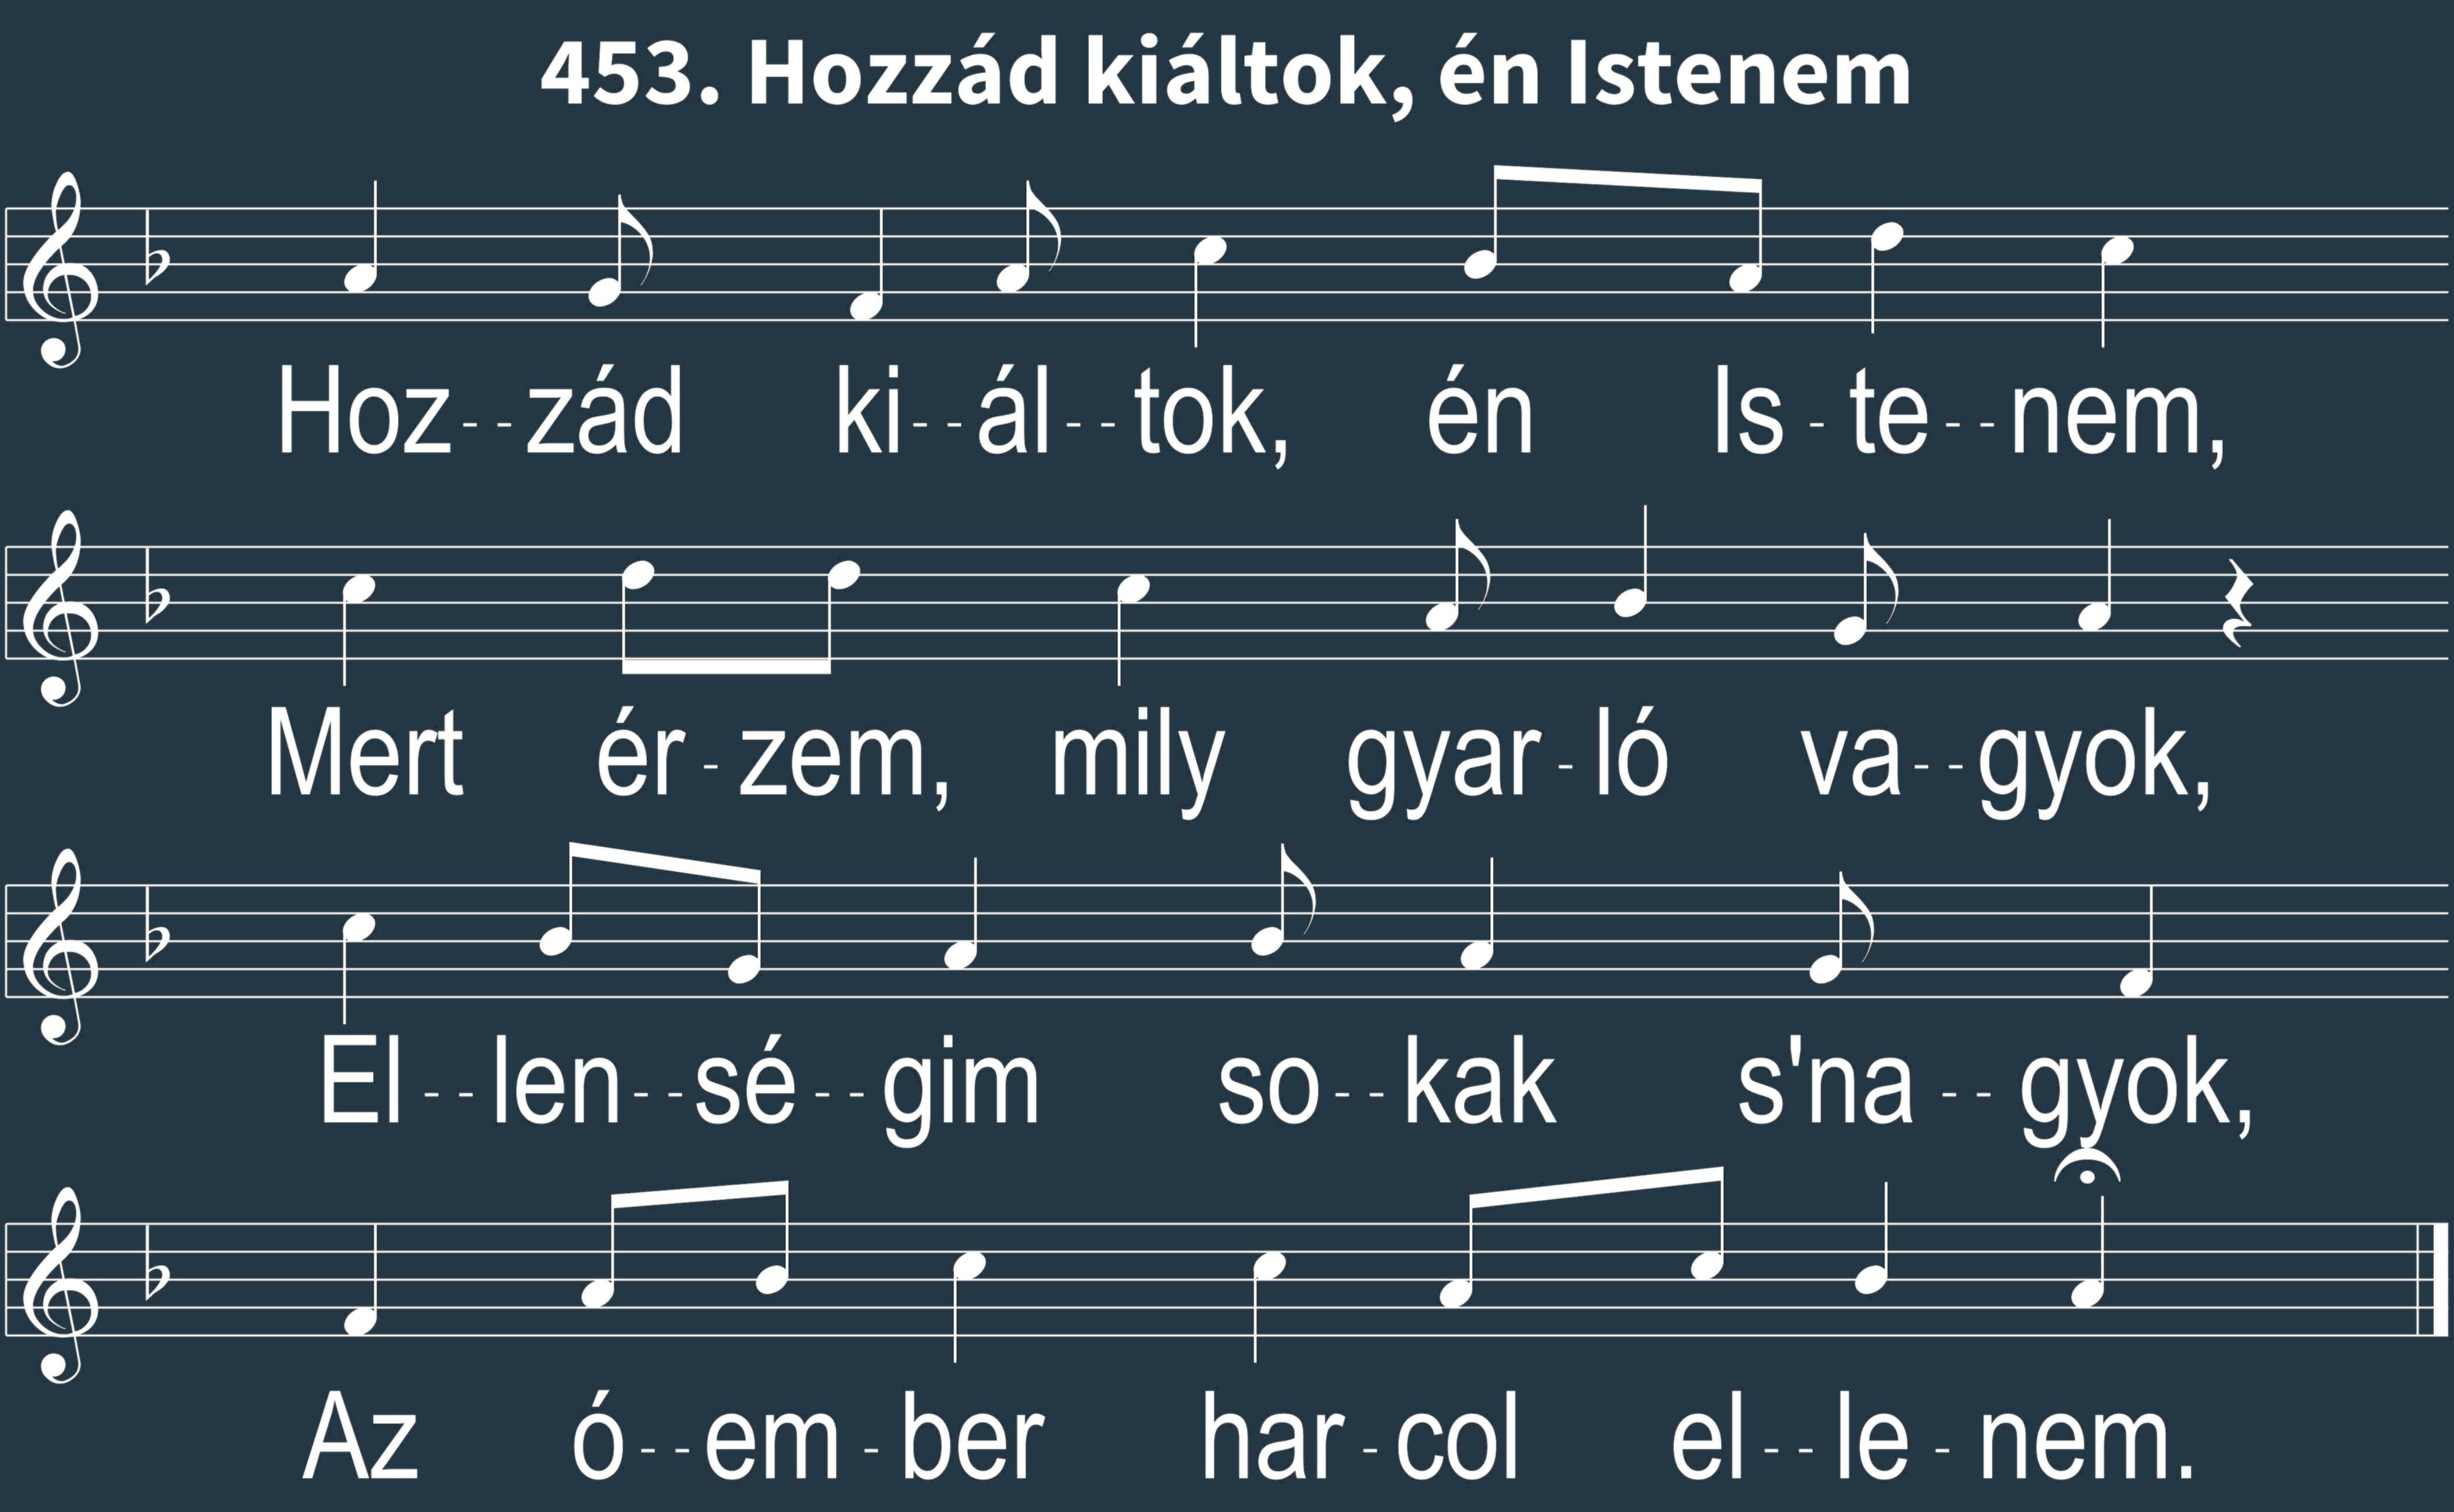 453. Hozzád kiáltok, én Istenem
Hoz--zád ki--ál--tok, én Is-te--nem,
Mert ér-zem, mily gyar-ló va--gyok,
El--len--sé--gim so--kak s'na--gyok,
Az ó--em-ber har-col el--le-nem.